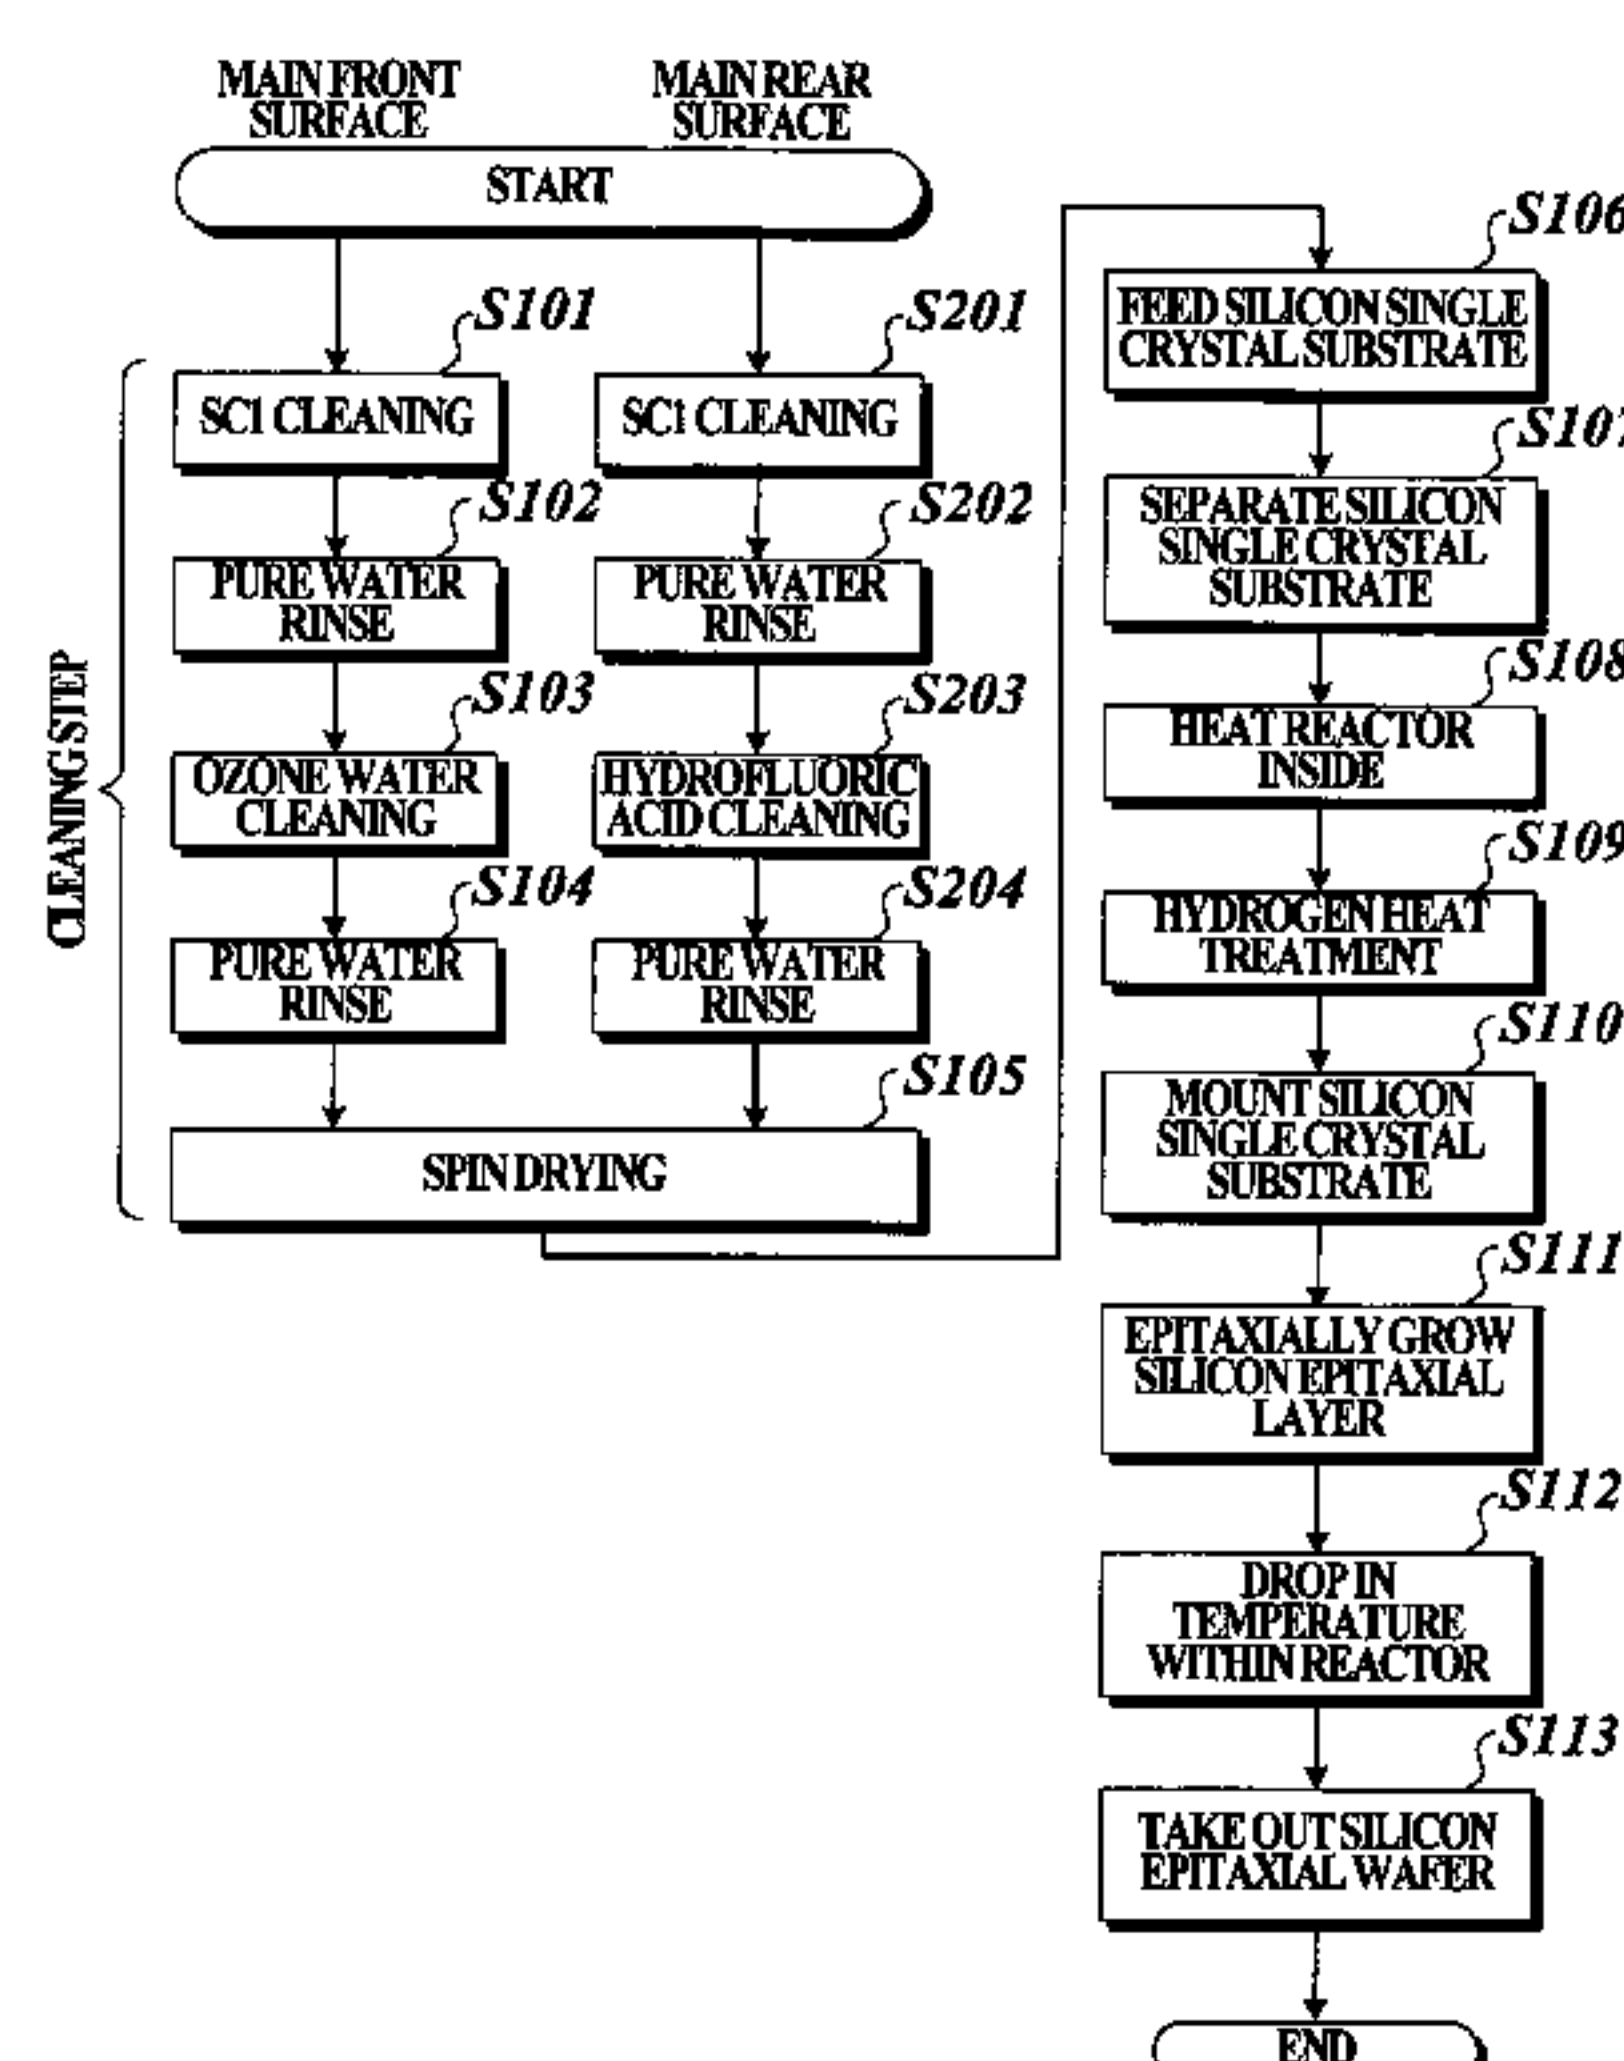 MAIN FRONT
SURFACE
MAIN REAR
SURFACE
START
CLEANING STEP
S101
SC1 CLEANING
S102
PURE WATER
RINSE
S103
OZONE WATER
CLEANING
S104
PURE WATER
RINSE
S201
SC1 CLEANING
S202
PURE WATER
RINSE
S203
HYDROFLUORIC
ACID CLEANING
S204
PURE WATER
RINSE
S105
SPIN DRYING
S106
FEED SILICON SINGLE
CRYSTAL SUBSTRATE
S107
SEPARATE SILICON
SINGLE CRYSTAL
SUBSTRATE
S108
HEAT REACTOR
INSIDE
S109
HYDROGEN HEAT
TREATMENT
S110
MOUNT SILICON
SINGLE CRYSTAL
SUBSTRATE
S111
EPITAXIALLY GROW
SILICON EPITAXIAL
LAYER
S112
DROP IN
TEMPERATURE
WITHIN REACTOR
S113
TAKE OUT SILICON
EPITAXIAL WAFER
END